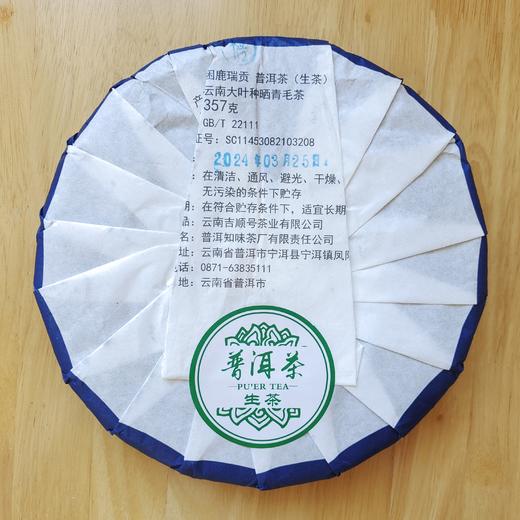 困鹿瑞贡 普洱茶（生茶）
云南大叶种晒青毛茶
357克
GB/T 22111
证号：SC11453082103208
2024年03月25日
：在清洁、通风、避光、干燥、
无污染的条件下贮存
月：在符合贮存条件下，适宜长期
品：云南吉顺号茶业有限公司
名：普洱知味茶厂有限责任公司
址：云南省普洱市宁洱县宁洱镇凤阳
电话：0871-63835111
地：云南省普洱市
普洱茶
PU'ER TEA
生茶